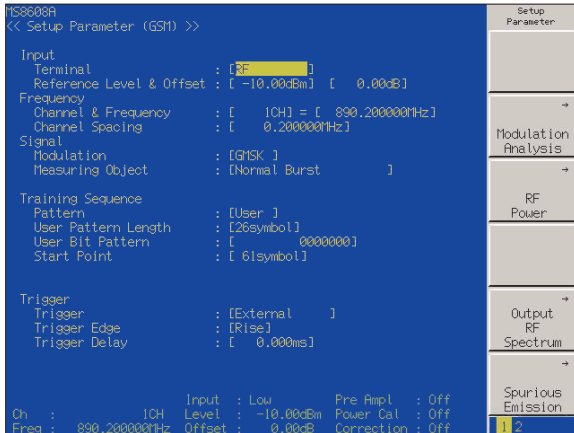 MS8608A
<< Setup Parameter (GSM) >>
Input
Terminal : [RF ]
Reference Level & Offset : [ -10.00dBm] [ 0.00dB]
Frequency
Channel & Frequency : [ 1CH] = [ 890.200000MHz]
Channel Spacing : [ 0.200000MHz]
Signal
Modulation : [GMSK ]
Measuring Object : [Normal Burst ]
Training Sequence
Pattern : [User ]
User Pattern Length : [26symbol]
User Bit Pattern : [ 0000000]
Start Point : [ 61symbol]
Trigger
Trigger : [External ]
Trigger Edge : [Rise]
Trigger Delay : [ 0.000ms]
Input : Low Pre Ampl : Off
Ch : 1CH Level : -10.00dBm Power Cal : Off
Freq : 890.200000MHz Offset : 0.00dB Correction : Off
Setup
Parameter
→
Modulation
Analysis
→
RF
Power
→
Output
RF
Spectrum
→
Spurious
Emission
1 2